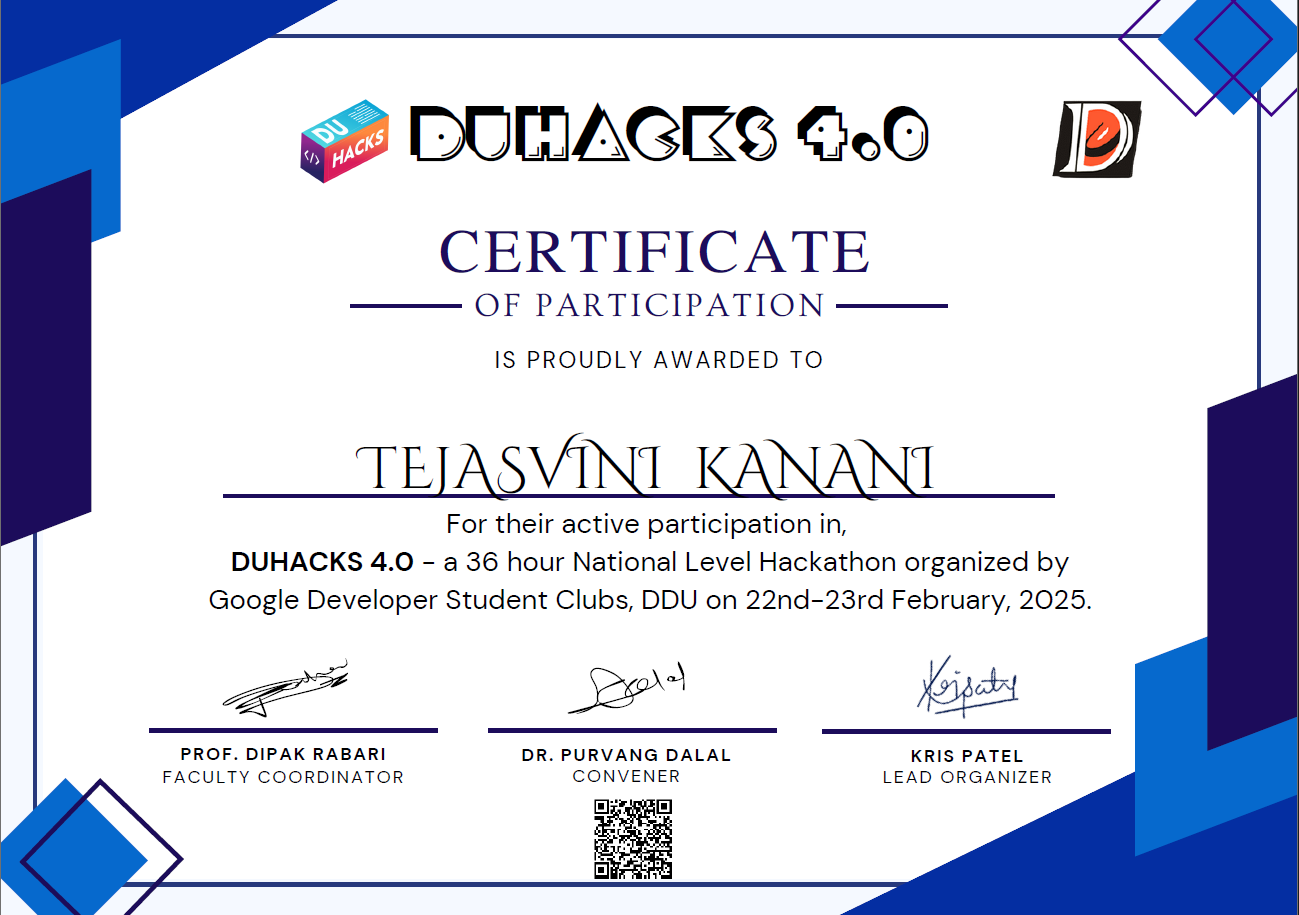 DU
HACKS
</>
DUHACKS 4.0
D
CERTIFICATE
OF PARTICIPATION
IS PROUDLY AWARDED TO
TEJASVINI KANANI
For their active participation in,
DUHACKS 4.0 - a 36 hour National Level Hackathon organized by
Google Developer Student Clubs, DDU on 22nd-23rd February, 2025.
PROF. DIPAK RABARI
FACULTY COORDINATOR
DR. PURVANG DALAL
CONVENER
KRIS PATEL
LEAD ORGANIZER